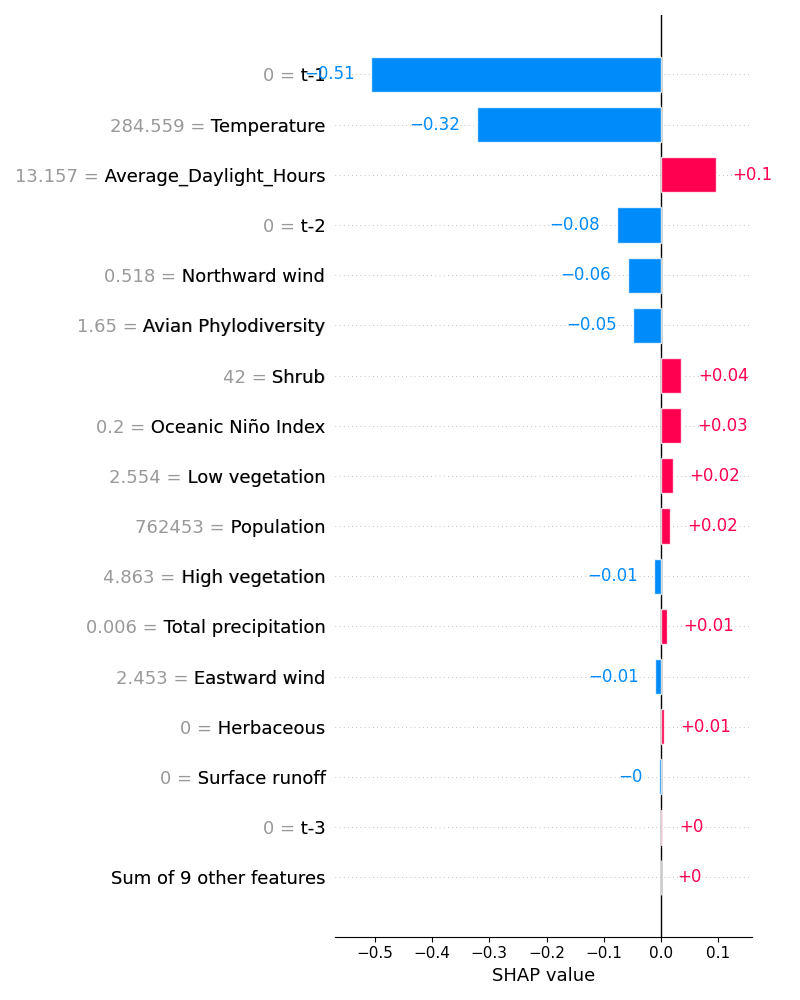 0 = t-1 −0.51
284.559 = Temperature −0.32
13.157 = Average_Daylight_Hours +0.1
0 = t-2 −0.08
0.518 = Northward wind −0.06
1.65 = Avian Phylodiversity −0.05
42 = Shrub +0.04
0.2 = Oceanic Niño Index +0.03
2.554 = Low vegetation +0.02
762453 = Population +0.02
4.863 = High vegetation −0.01
0.006 = Total precipitation +0.01
2.453 = Eastward wind −0.01
0 = Herbaceous +0.01
0 = Surface runoff −0
0 = t-3 +0
Sum of 9 other features +0
−0.5 −0.4 −0.3 −0.2 −0.1 0.0 0.1
SHAP value